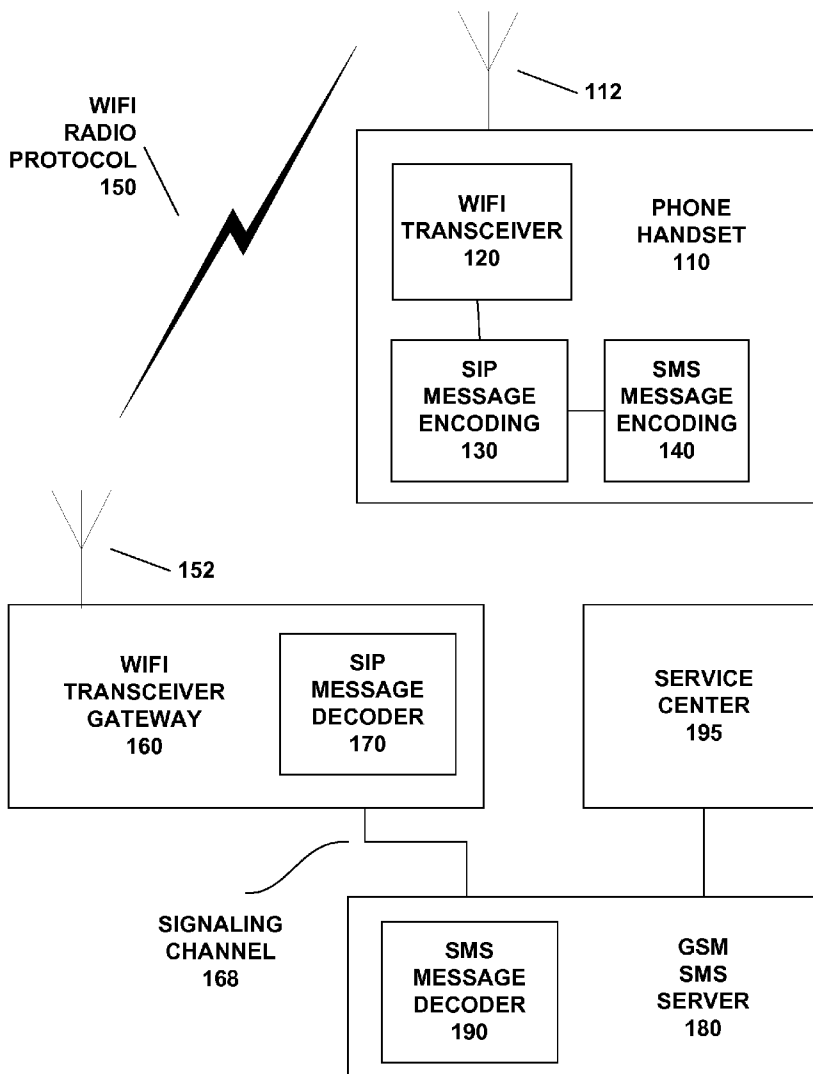 112
WIFI
RADIO
PROTOCOL
150
WIFI
TRANSCEIVER
120
PHONE
HANDSET
110
SIP
MESSAGE
ENCODING
130
SMS
MESSAGE
ENCODING
140
152
WIFI
TRANSCEIVER
GATEWAY
160
SIP
MESSAGE
DECODER
170
SERVICE
CENTER
195
SIGNALING
CHANNEL
168
SMS
MESSAGE
DECODER
190
GSM
SMS
SERVER
180